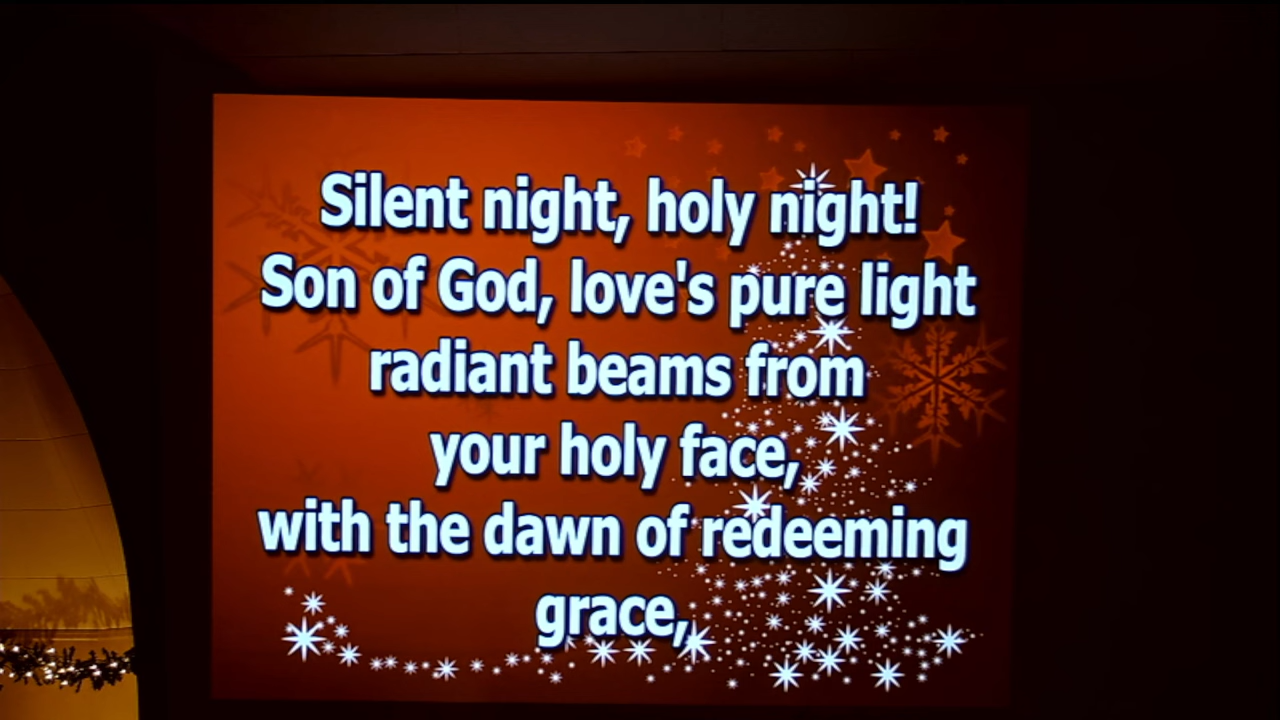 Silent night, holy night!
Son of God, love's pure light
radiant beams from
your holy face,
with the dawn of redeeming
grace,